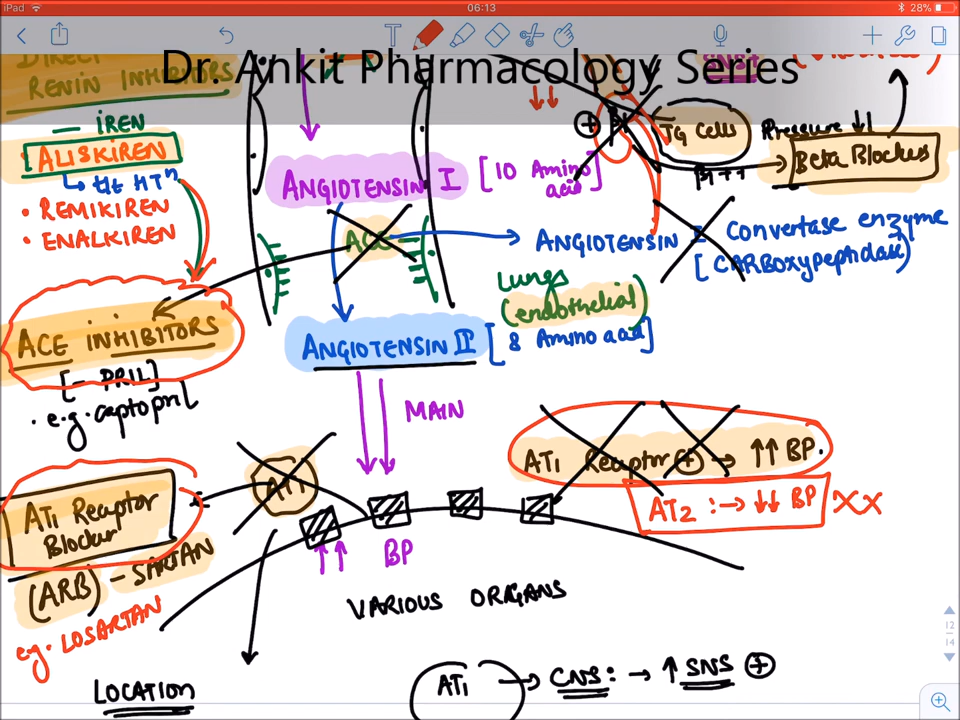 iPad
06:13
28%
Dr. Ankit Pharmacology Series
DIRECT
RENIN INHIBITORS
— IREN
ALISKIREN
• REMIKIREN
• ENALKIREN
ANGIOTENSIN I [10 Amino
acid]
↓↓
⊕
JG Cells
Pressure ↓↓
Beta Blockers
ACE
ANGIOTENSIN I Convertase enzyme
[CARBoxypeptidase]
Lungs
(endothelial)
ACE INHIBITORS
[- PRIL]
• e.g. captopril
ANGIOTENSIN II [8 Amino acid]
MAIN
AT1 Receptor ⊕ → ↑↑ BP.
AT2 :→ ↓↓ BP XX
AT1
AT1 Receptor
Blocker
(ARB) – SARTAN
e.g. LOSARTAN
↑↑ BP
VARIOUS ORGANS
12
14
LOCATION
AT1 → CNS: → ↑ SNS ⊕